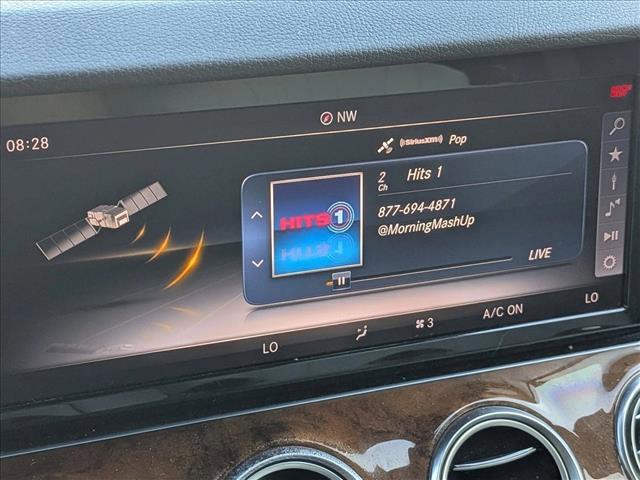 NW
08:28
((SiriusXM)) Pop
2 Hits 1
Ch
HITS 1
877-694-4871
@MorningMashUp
LIVE
LO
3
A/C ON
LO